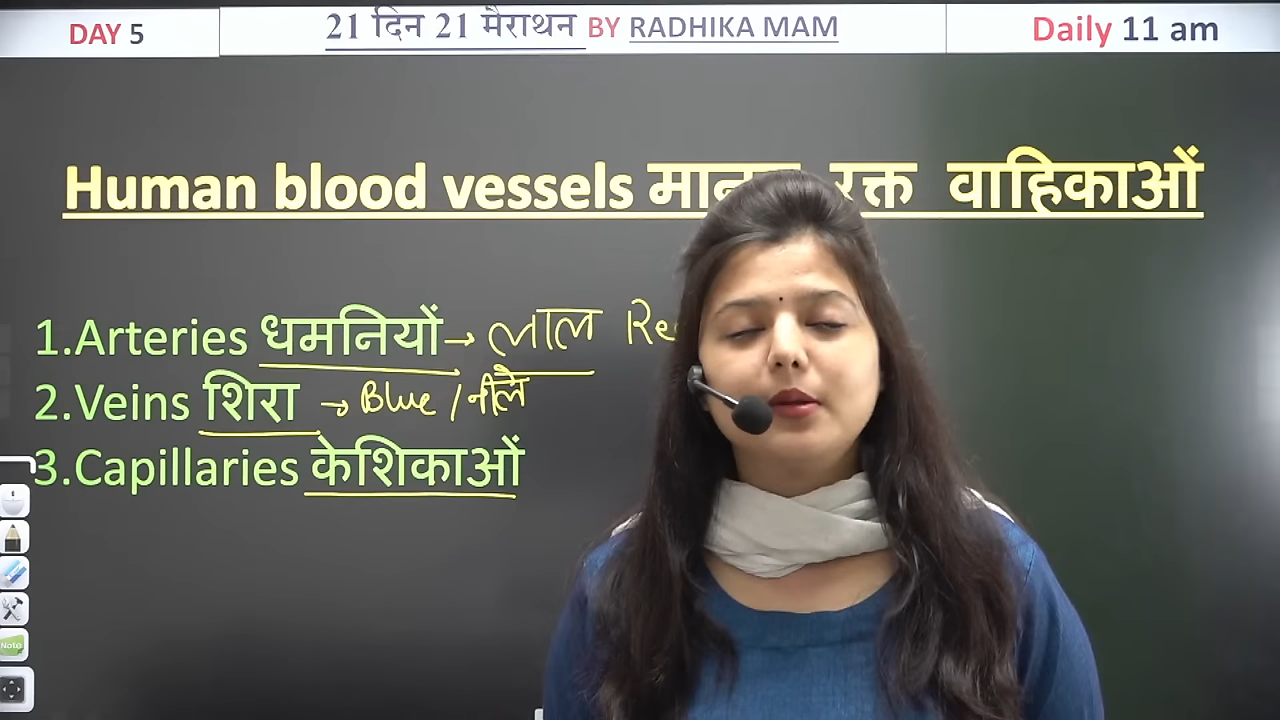 DAY 5
21 दिन 21 मैराथन BY RADHIKA MAM
Daily 11 am
Human blood vessels रक्त वाहिकाओं
1.Arteries धमनियों → लाल
2.Veins शिरा → Blue / नीले
3.Capillaries केशिकाओं
Note